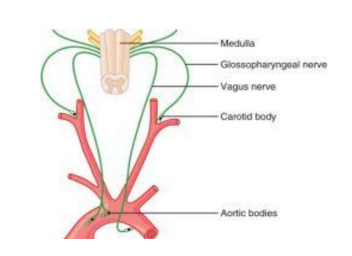 Medulla
Glossopharyngeal nerve
Vagus nerve
Carotid body
Aortic bodies